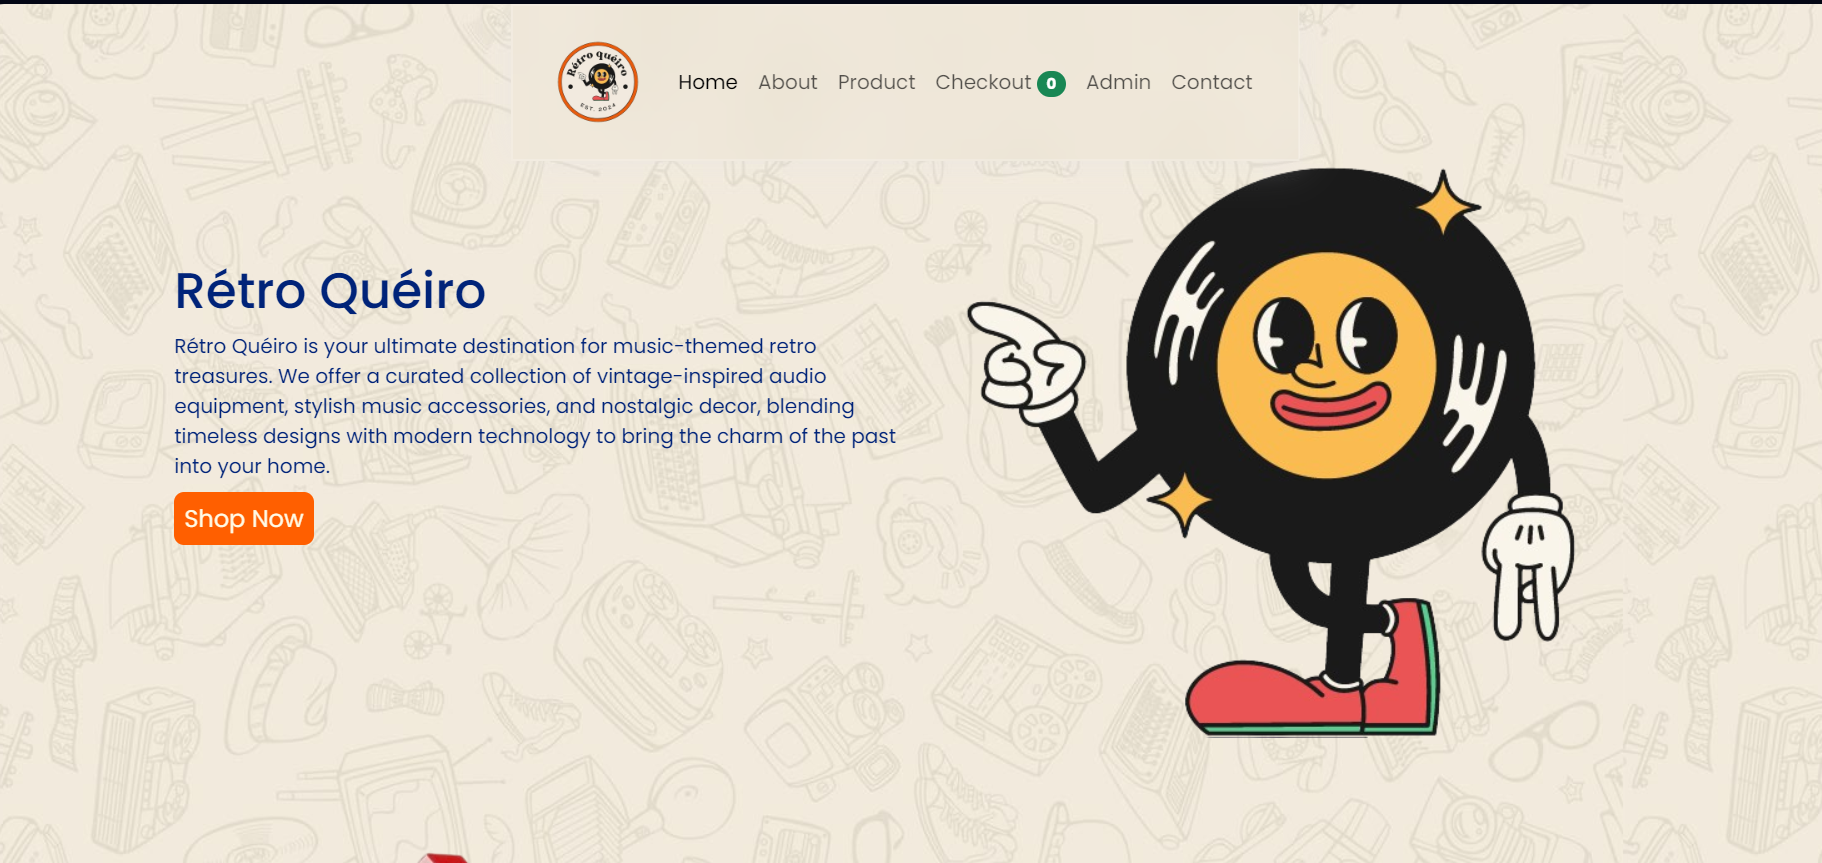 Rétro quéiro
EST. 2024
Home About Product Checkout 0 Admin Contact
Rétro Quéiro
Rétro Quéiro is your ultimate destination for music-themed retro
treasures. We offer a curated collection of vintage-inspired audio
equipment, stylish music accessories, and nostalgic decor, blending
timeless designs with modern technology to bring the charm of the past
into your home.
Shop Now